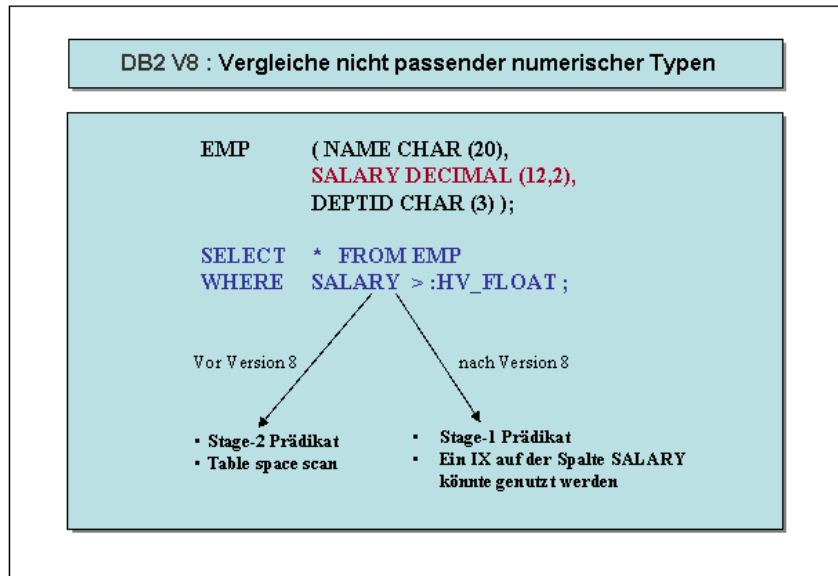 DB2 V8 : Vergleiche nicht passender numerischer Typen
EMP ( NAME CHAR (20),
SALARY DECIMAL (12,2),
DEPTID CHAR (3) );
SELECT * FROM EMP
WHERE SALARY > :HV_FLOAT ;
Vor Version 8
nach Version 8
▪ Stage-2 Prädikat
▪ Table space scan
▪ Stage-1 Prädikat
▪ Ein IX auf der Spalte SALARY
könnte genutzt werden